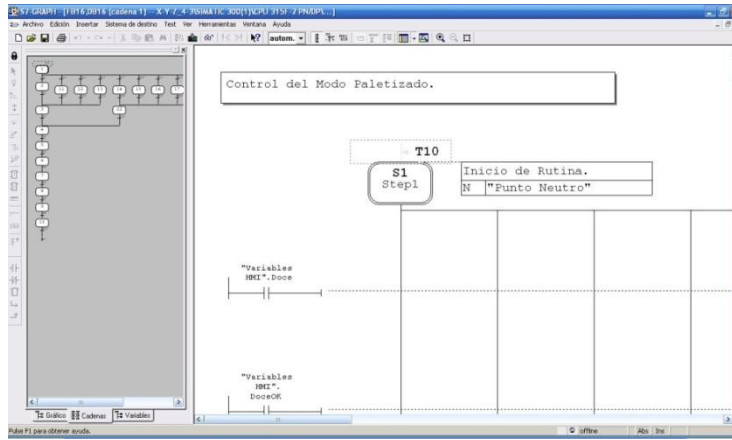 S7-GRAPH - [FB16,DB16 (cadena 1) -- X-Y-Z_4-3\SIMATIC 300(1)\CPU 315F-2 PN/DP\...]
Archivo Edición Insertar Sistema de destino Test Ver Herramientas Ventana Ayuda
autom.
Control del Modo Paletizado.
T10
S1
Step1
Inicio de Rutina.
N "Punto Neutro"
"Variables
HMI".Doce
"Variables
HMI".
DoceOK
Gráfico Cadenas Variables
Pulse F1 para obtener ayuda.
offline Abs Ins